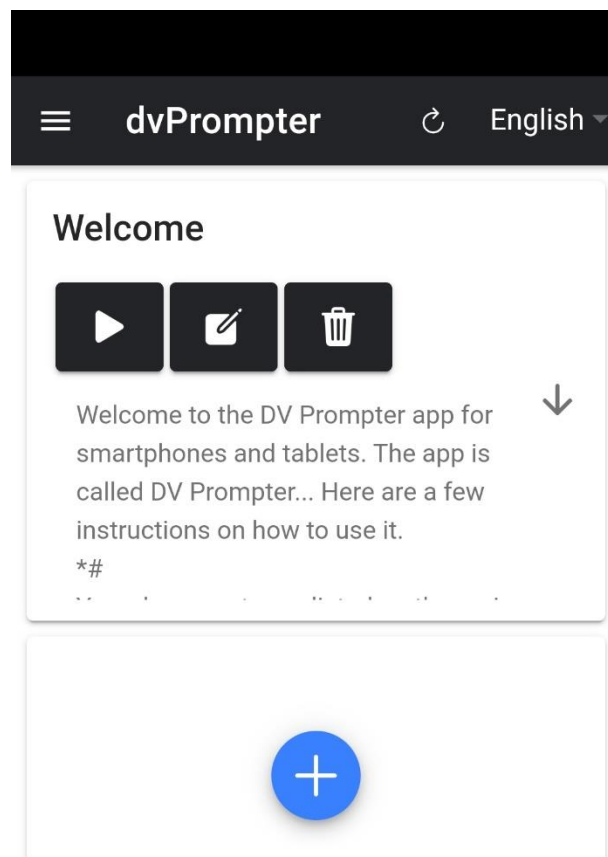 dvPrompter
English
Welcome
Welcome to the DV Prompter app for
smartphones and tablets. The app is
called DV Prompter... Here are a few
instructions on how to use it.
*#